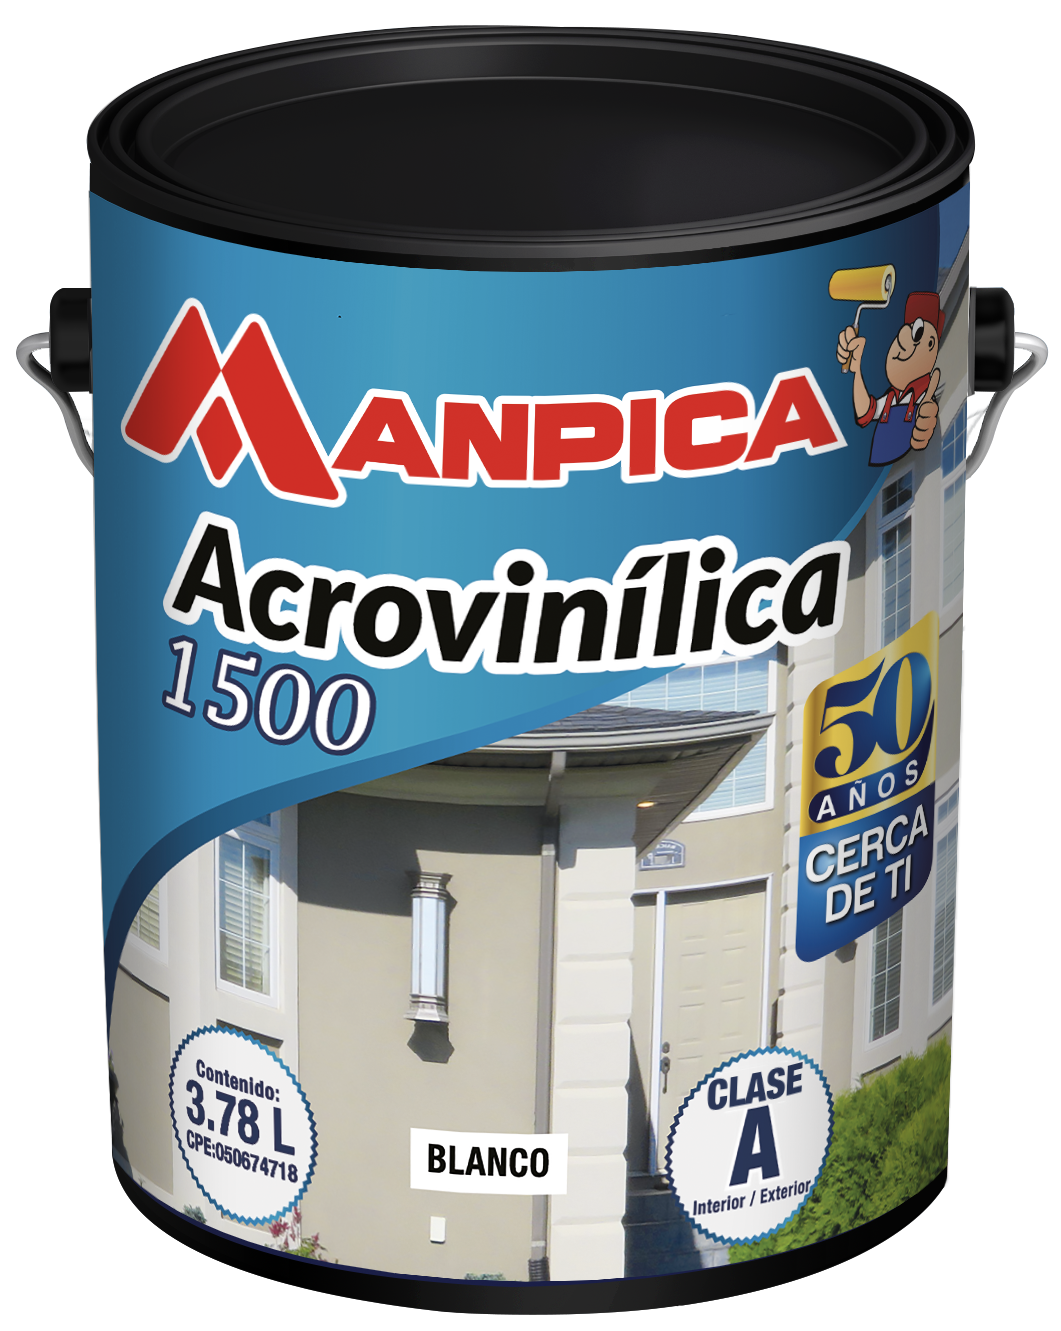 MANPICA
Acrovinílica
1500
50
AÑOS
CERCA
DE TI
Contenido:
3.78 L
CPE:050674718
BLANCO
CLASE
A
Interior / Exterior